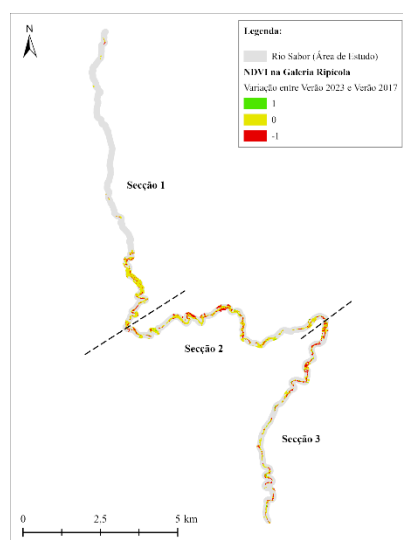 N
Legenda:
Rio Sabor (Área de Estudo)
NDVI na Galeria Ripícola
Variação entre Verão 2023 e Verão 2017
1
0
-1
Secção 1
Secção 2
Secção 3
0 2.5 5 km